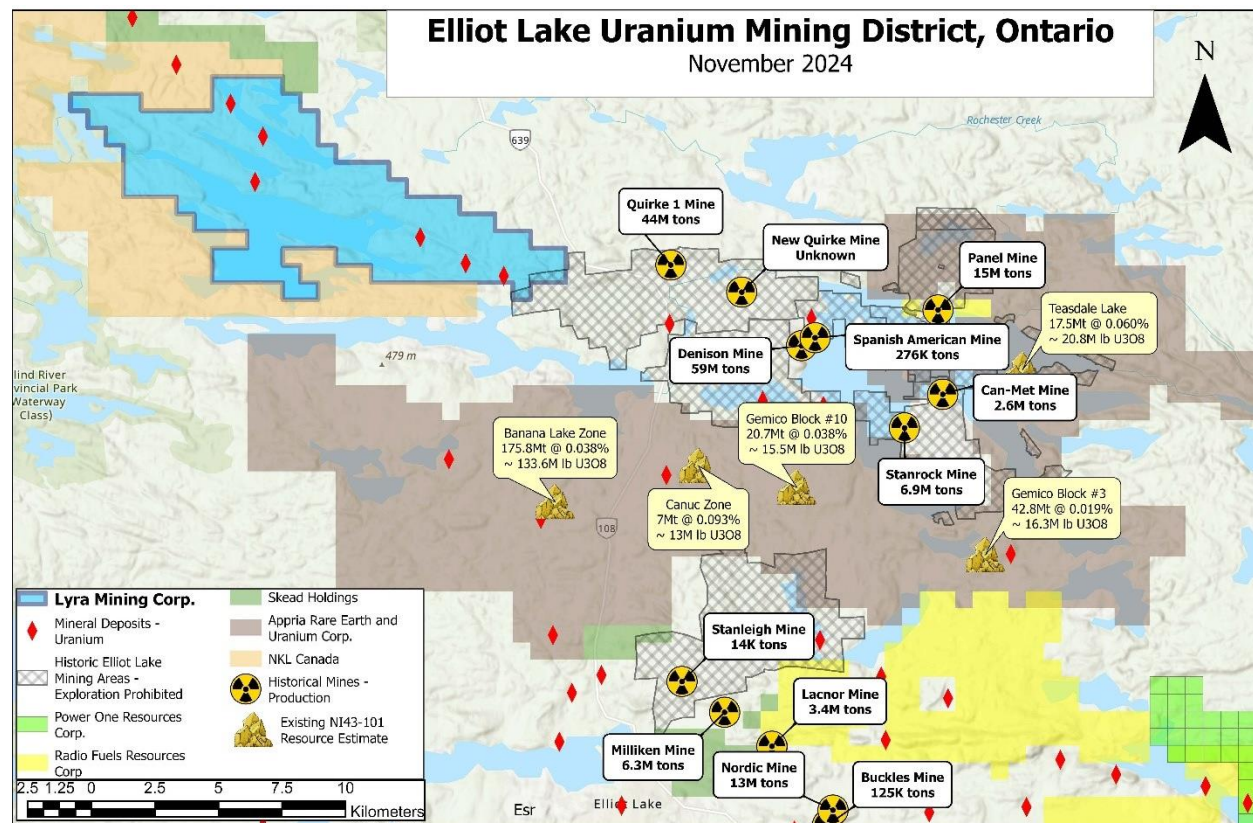 Elliot Lake Uranium Mining District, Ontario
November 2024
N
639
Rochester Creek
Quirke 1 Mine
44M tons
New Quirke Mine
Unknown
Panel Mine
15M tons
Teasdale Lake
17.5Mt @ 0.060%
~ 20.8M lb U3O8
479 m
Denison Mine
59M tons
Spanish American Mine
276K tons
lind River
ovincial Park
Waterway
Class)
Can-Met Mine
2.6M tons
Banana Lake Zone
175.8Mt @ 0.038%
~ 133.6M lb U3O8
Gemico Block #10
20.7Mt @ 0.038%
~ 15.5M lb U3O8
Stanrock Mine
6.9M tons
Canuc Zone
7Mt @ 0.093%
~ 13M lb U3O8
Gemico Block #3
42.8Mt @ 0.019%
~ 16.3M lb U3O8
108
Stanleigh Mine
14K tons
Lacnor Mine
3.4M tons
Milliken Mine
6.3M tons
Nordic Mine
13M tons
Buckles Mine
125K tons
Elliot Lake
Esr
Lyra Mining Corp.
Mineral Deposits -
Uranium
Historic Elliot Lake
Mining Areas -
Exploration Prohibited
Power One Resources
Corp.
Radio Fuels Resources
Corp
Skead Holdings
Appria Rare Earth and
Uranium Corp.
NKL Canada
Historical Mines -
Production
Existing NI43-101
Resource Estimate
2.5 1.25 0 2.5 5 7.5 10
Kilometers